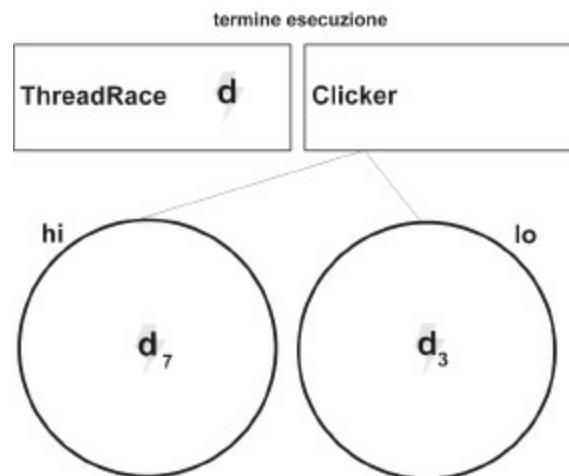 termine esecuzione
ThreadRace d Clicker
hi lo
d7 d3